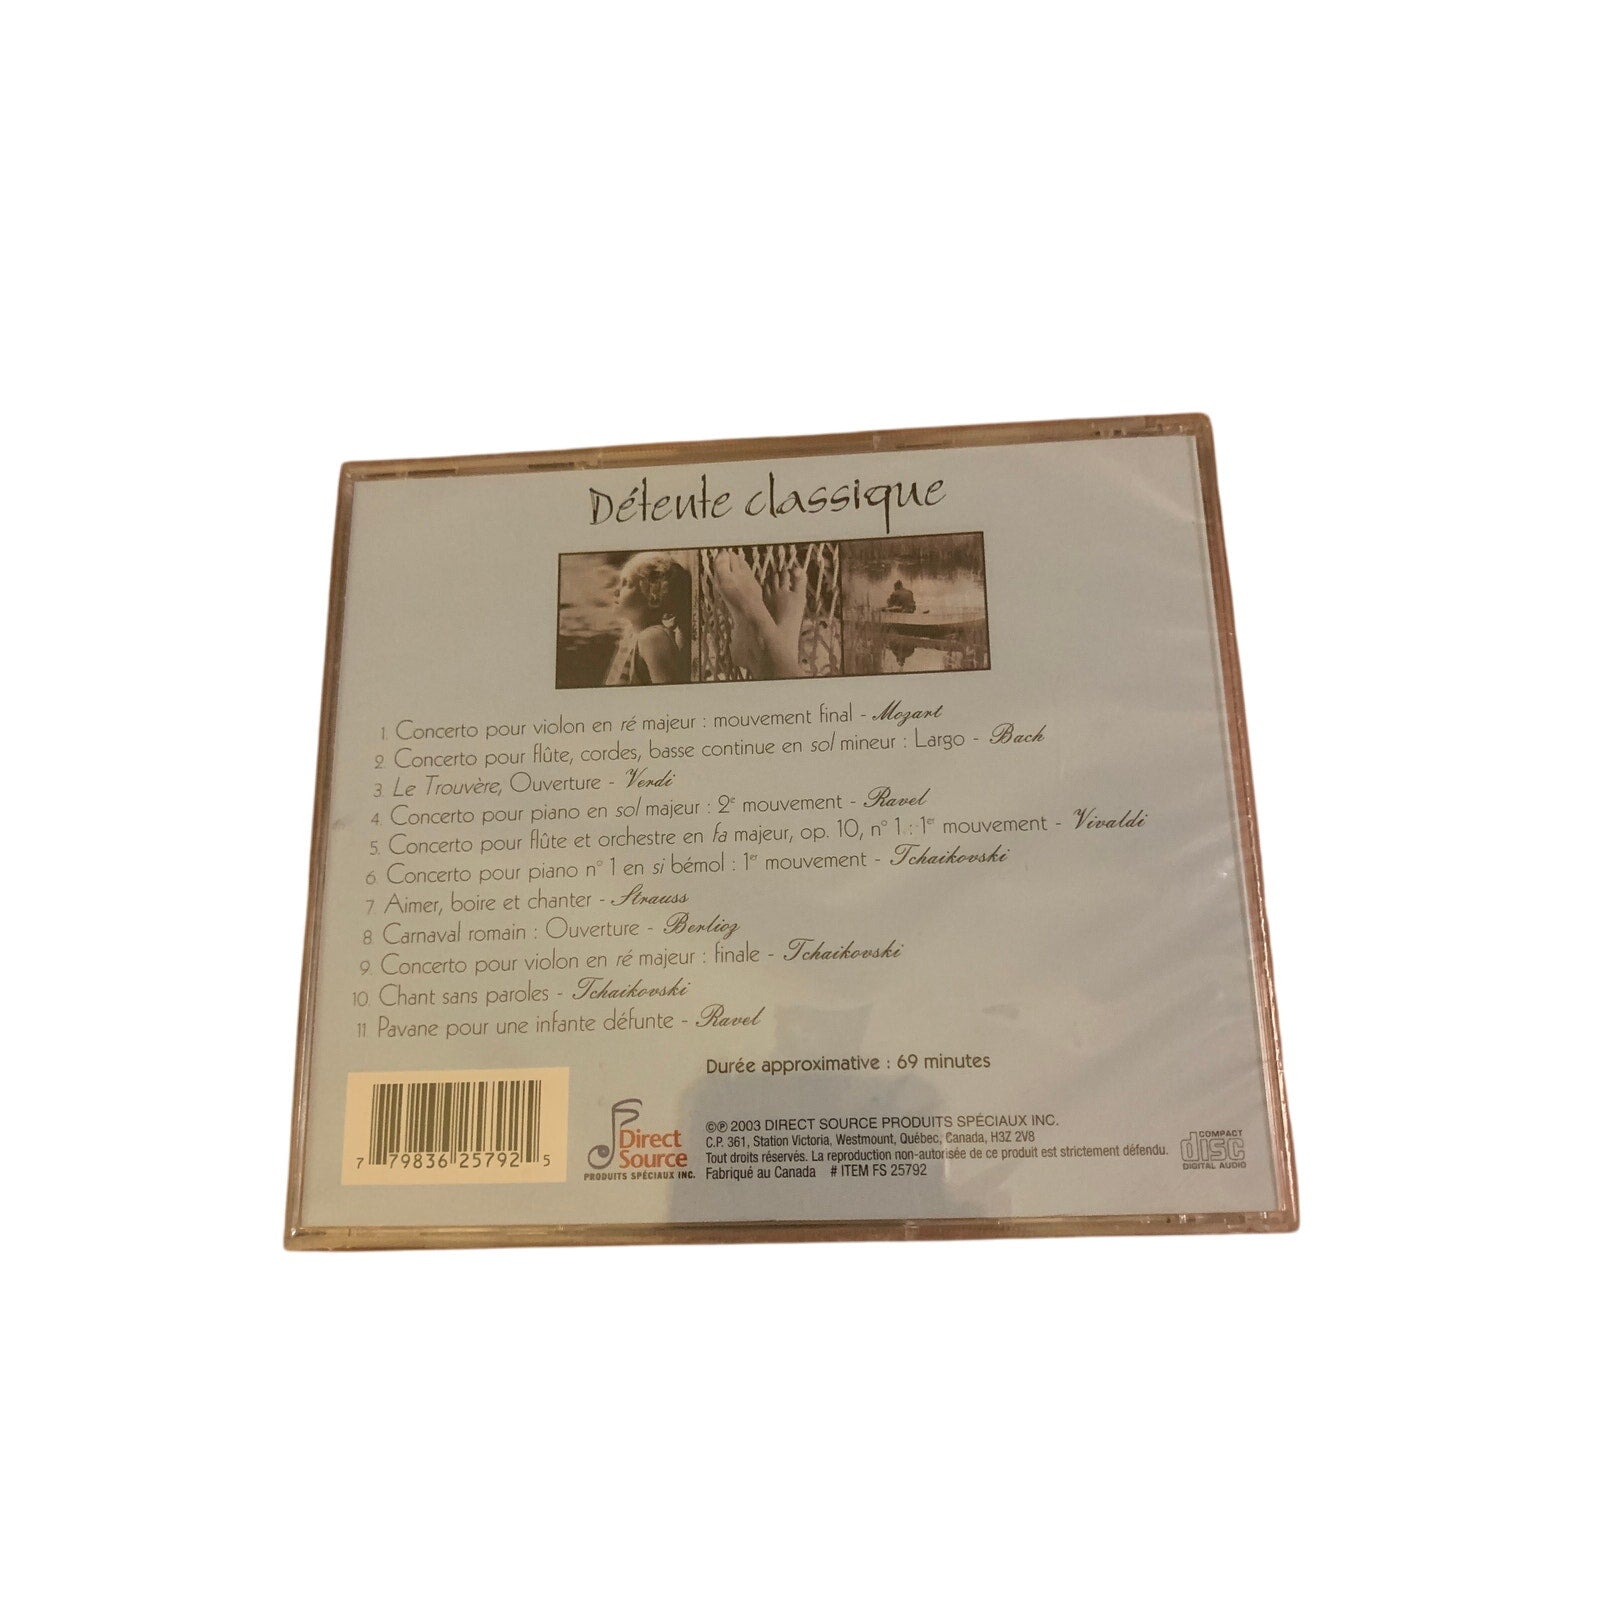 Détente classique
1. Concerto pour violon en ré majeur : mouvement final - Mozart
2. Concerto pour flûte, cordes, basse continue en sol mineur : Largo - Bach
3. Le Trouvère, Ouverture - Verdi
4. Concerto pour piano en sol majeur : 2e mouvement - Ravel
5. Concerto pour flûte et orchestre en fa majeur, op. 10, n° 1 : 1er mouvement - Vivaldi
6. Concerto pour piano n° 1 en si bémol : 1er mouvement - Tchaikovski
7. Aimer, boire et chanter - Strauss
8. Carnaval romain : Ouverture - Berlioz
9. Concerto pour violon en ré majeur : finale - Tchaikovski
10. Chant sans paroles - Tchaikovski
11. Pavane pour une infante défunte - Ravel
Durée approximative : 69 minutes
7 79836 25792 5
Direct
Source
PRODUITS SPÉCIAUX INC.
©℗ 2003 DIRECT SOURCE PRODUITS SPÉCIAUX INC.
C.P. 361, Station Victoria, Westmount, Québec, Canada, H3Z 2V8
Tout droits réservés. La reproduction non-autorisée de ce produit est strictement défendu.
Fabriqué au Canada # ITEM FS 25792
COMPACT
disc
DIGITAL AUDIO